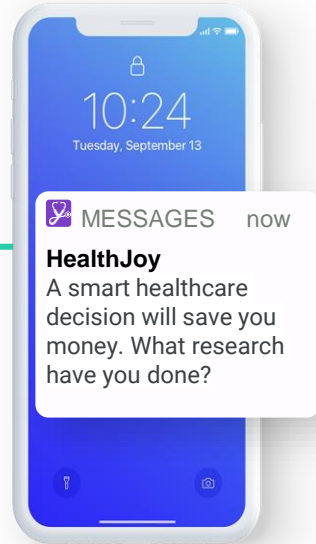 10:24
Tuesday, September 13
MESSAGES now
HealthJoy
A smart healthcare
decision will save you
money. What research
have you done?